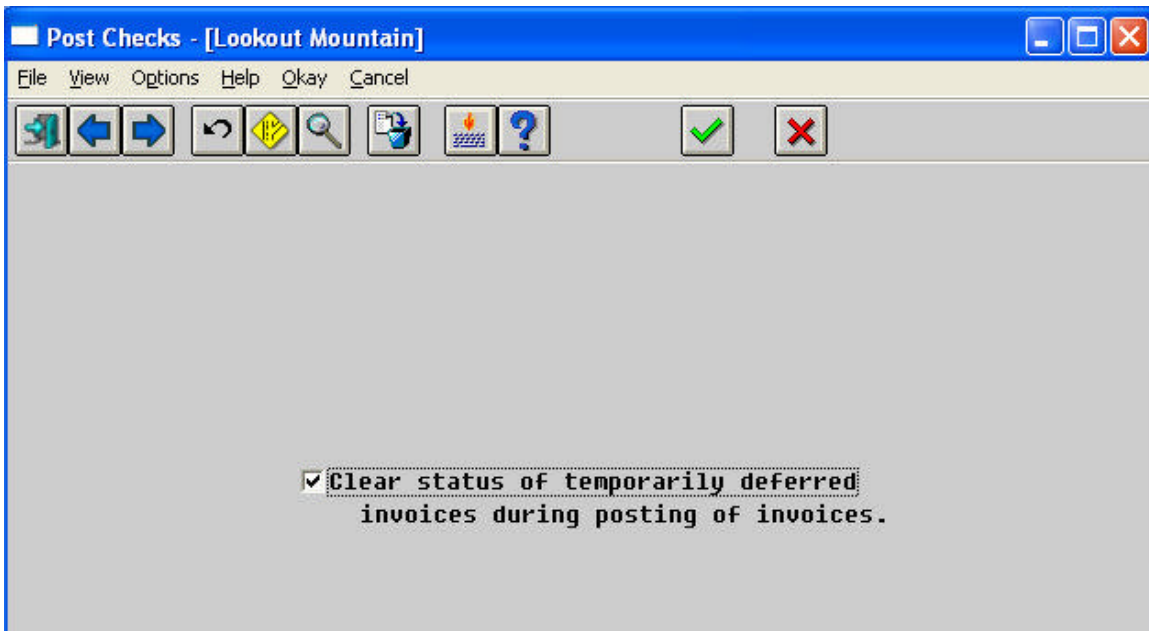 Post Checks - [Lookout Mountain]
File View Options Help Okay Cancel
Clear status of temporarily deferred
invoices during posting of invoices.